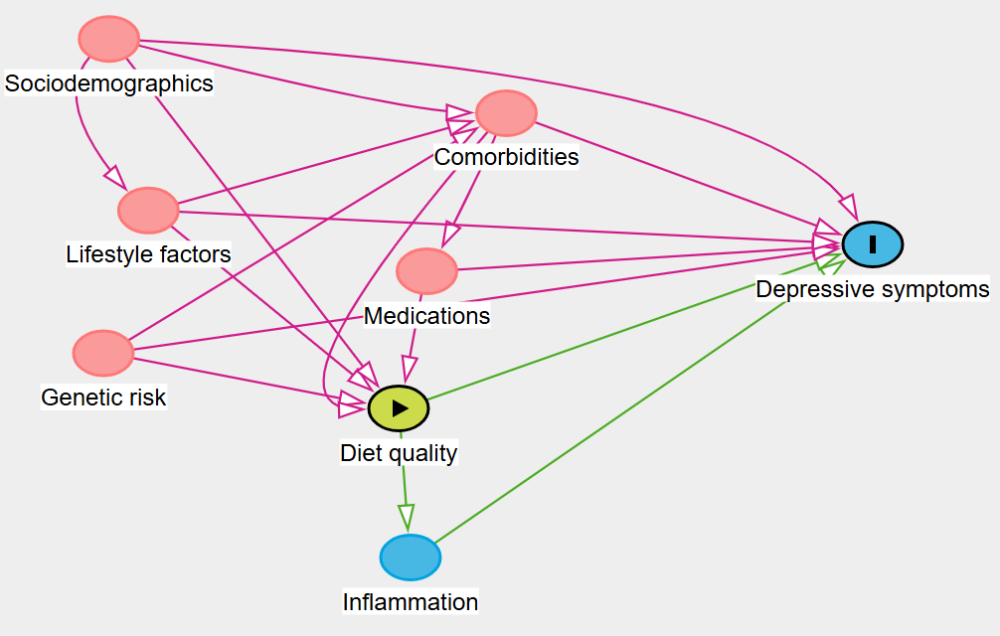 Sociodemographics
Comorbidities
Lifestyle factors
Depressive symptoms
Medications
Genetic risk
Diet quality
Inflammation